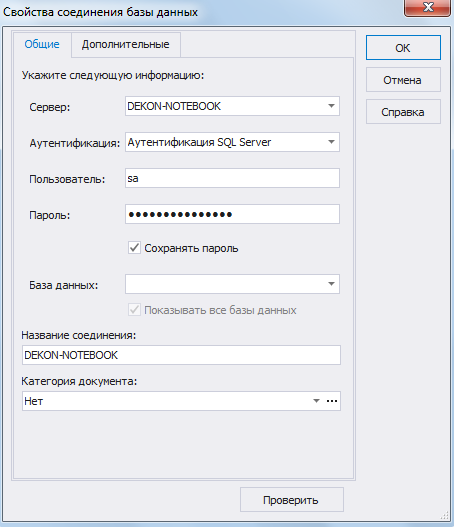 Свойства соединения базы данных
Общие
Дополнительные
OK
Отмена
Справка
Укажите следующую информацию:
Сервер: DEKON-NOTEBOOK
Аутентификация: Аутентификация SQL Server
Пользователь: sa
Пароль: ●●●●●●●●●●●●●●●
Сохранять пароль
База данных:
Показывать все базы данных
Название соединения:
DEKON-NOTEBOOK
Категория документа:
Нет
Проверить